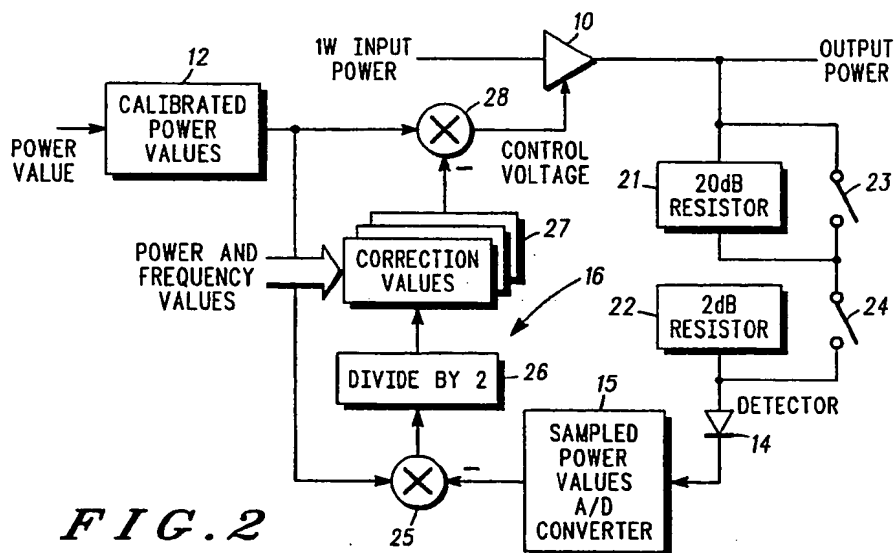 10
1W INPUT
POWER
OUTPUT
POWER
12
CALIBRATED
POWER
VALUES
POWER
VALUE
28
–
CONTROL
VOLTAGE
21
20dB
RESISTOR
23
27
POWER AND
FREQUENCY
VALUES
CORRECTION
VALUES
16
22
2dB
RESISTOR
24
DIVIDE BY 2
26
15
DETECTOR
14
SAMPLED
POWER
VALUES
A/D
CONVERTER
–
25
FIG.2